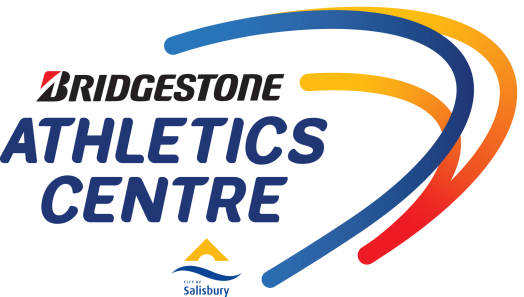 BRIDGESTONE
ATHLETICS
CENTRE
CITY OF
Salisbury